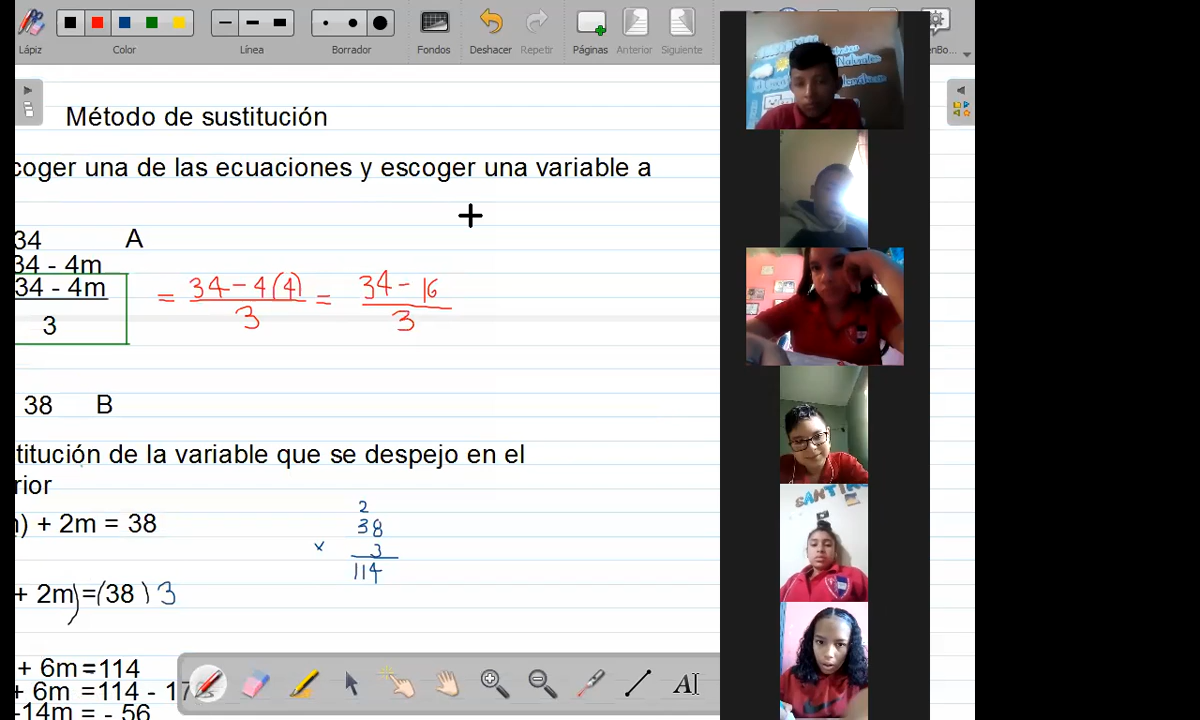 Lápiz Color Línea Borrador Fondos Deshacer Repetir Páginas Anterior Siguiente
Método de sustitución
coger una de las ecuaciones y escoger una variable a
34 A
34 - 4m
34 - 4m
3
= 34 - 4(4) = 34 - 16
3 3
38 B
titución de la variable que se despejo en el
rior
) + 2m = 38
2
38
x 3
114
+ 2m) = (38) 3
+ 6m =114
+ 6m =114 - 17
-14m = - 56
SANTI